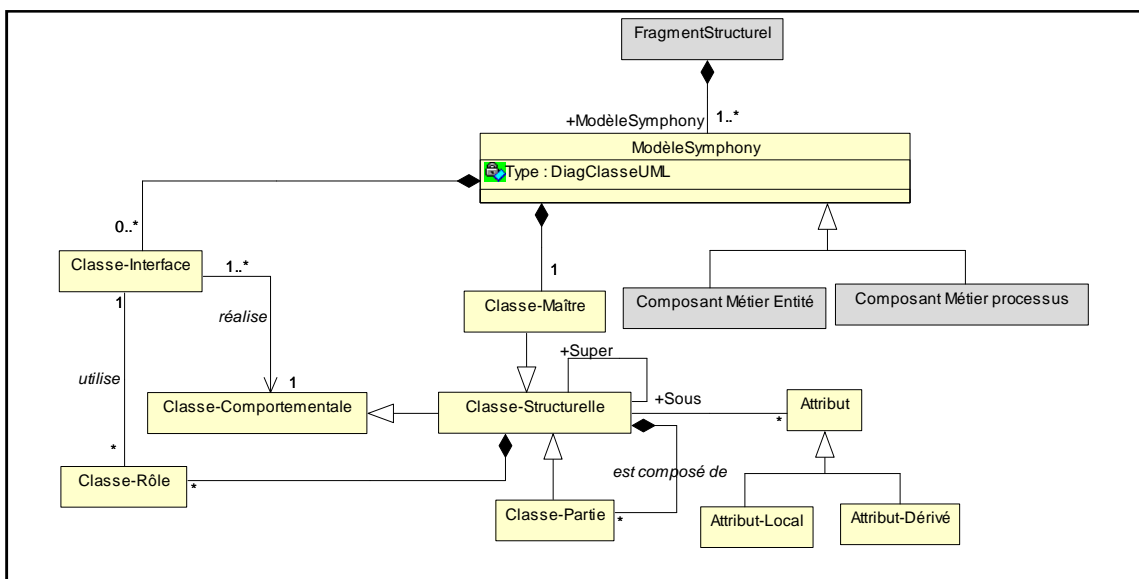 FragmentStructurel
+ModèleSymphony
1..*
ModèleSymphony
Type : DiagClasseUML
0..*
Classe-Interface
1..*
1
1
Classe-Maître
Composant Métier Entité
Composant Métier processus
réalise
+Super
utilise
1
Classe-Comportementale
Classe-Structurelle
+Sous
*
Attribut
*
est composé de
Classe-Rôle
*
Classe-Partie
*
Attribut-Local
Attribut-Dérivé